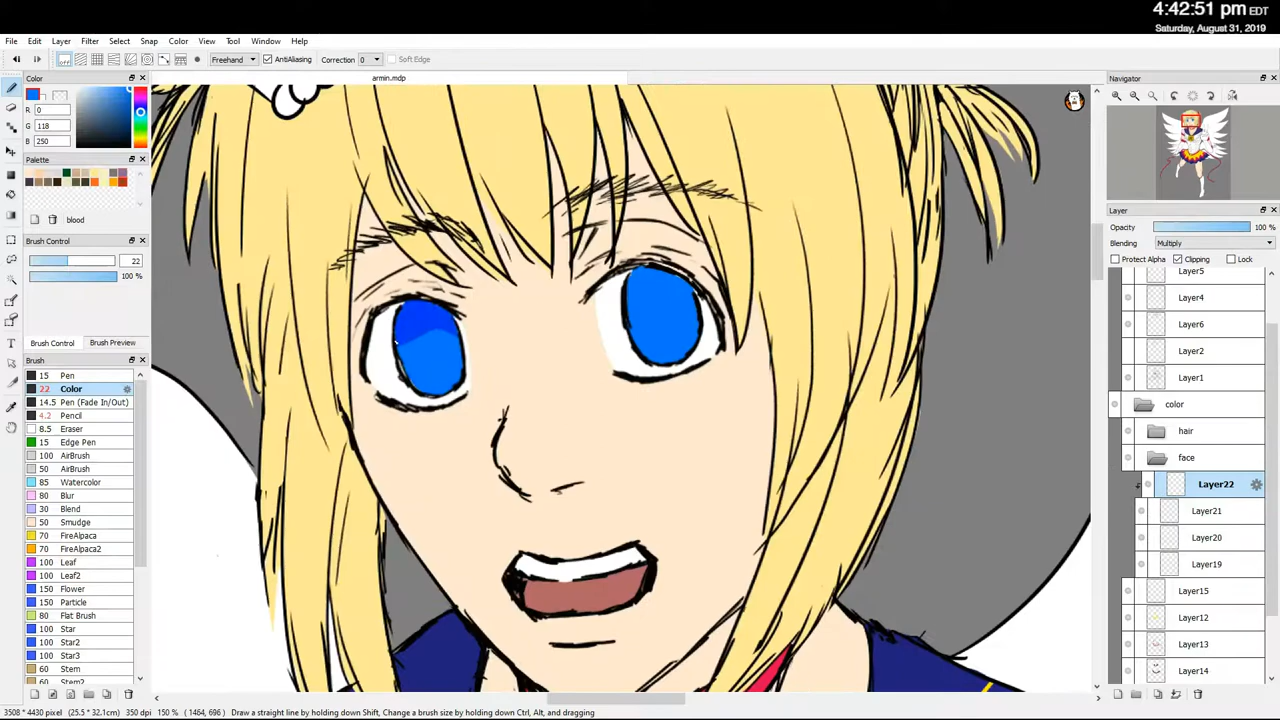 4:42:51 pm EDT
Saturday, August 31, 2019
File Edit Layer Filter Select Snap Color View Tool Window Help
OFF Freehand AntiAliasing Correction 0 Soft Edge
armin.mdp
Color
R 0
G 118
B 250
Palette
blood
Brush Control
22
100 %
Brush Control Brush Preview
Brush
15 Pen
22 Color
14.5 Pen (Fade In/Out)
4.2 Pencil
8.5 Eraser
15 Edge Pen
100 AirBrush
50 AirBrush
85 Watercolor
80 Blur
30 Blend
50 Smudge
70 FireAlpaca
70 FireAlpaca2
100 Leaf
100 Leaf2
150 Flower
150 Particle
80 Flat Brush
100 Star
100 Star2
100 Star3
60 Stem
60 Stem2
Navigator
Layer
Opacity 100 %
Blending Multiply
Protect Alpha Clipping Lock
Layer5
Layer4
Layer6
Layer2
Layer1
color
hair
face
Layer22
Layer21
Layer20
Layer19
Layer15
Layer12
Layer13
Layer14
3508 * 4430 pixel (25.5 * 32.1cm) 350 dpi 150 % ( 1464, 696 ) Draw a straight line by holding down Shift, Change a brush size by holding down Ctrl, Alt, and dragging